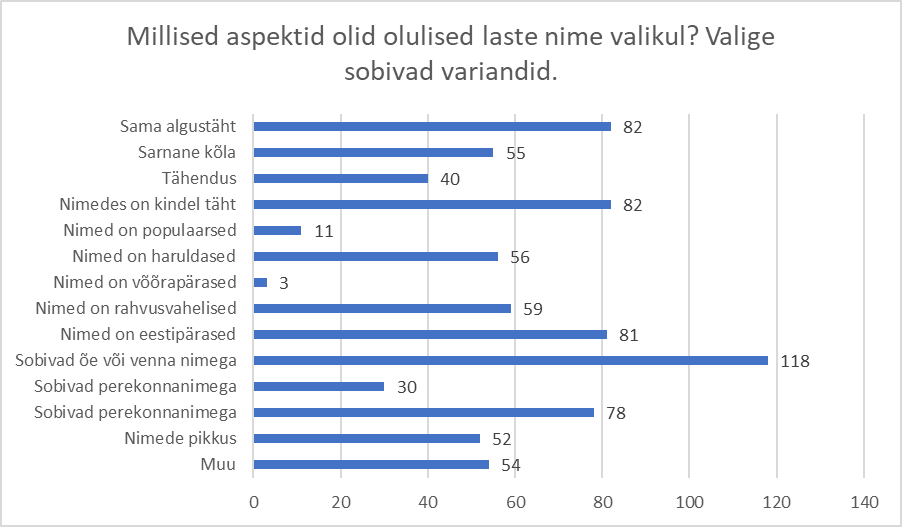 Millised aspektid olid olulised laste nime valikul? Valige
sobivad variandid.
Sama algustäht 82
Sarnane kõla 55
Tähendus 40
Nimedes on kindel täht 82
Nimed on populaarsed 11
Nimed on haruldased 56
Nimed on võõrapärased 3
Nimed on rahvusvahelised 59
Nimed on eestipärased 81
Sobivad õe või venna nimega 118
Sobivad perekonnanimega 30
Sobivad perekonnanimega 78
Nimede pikkus 52
Muu 54
0 20 40 60 80 100 120 140